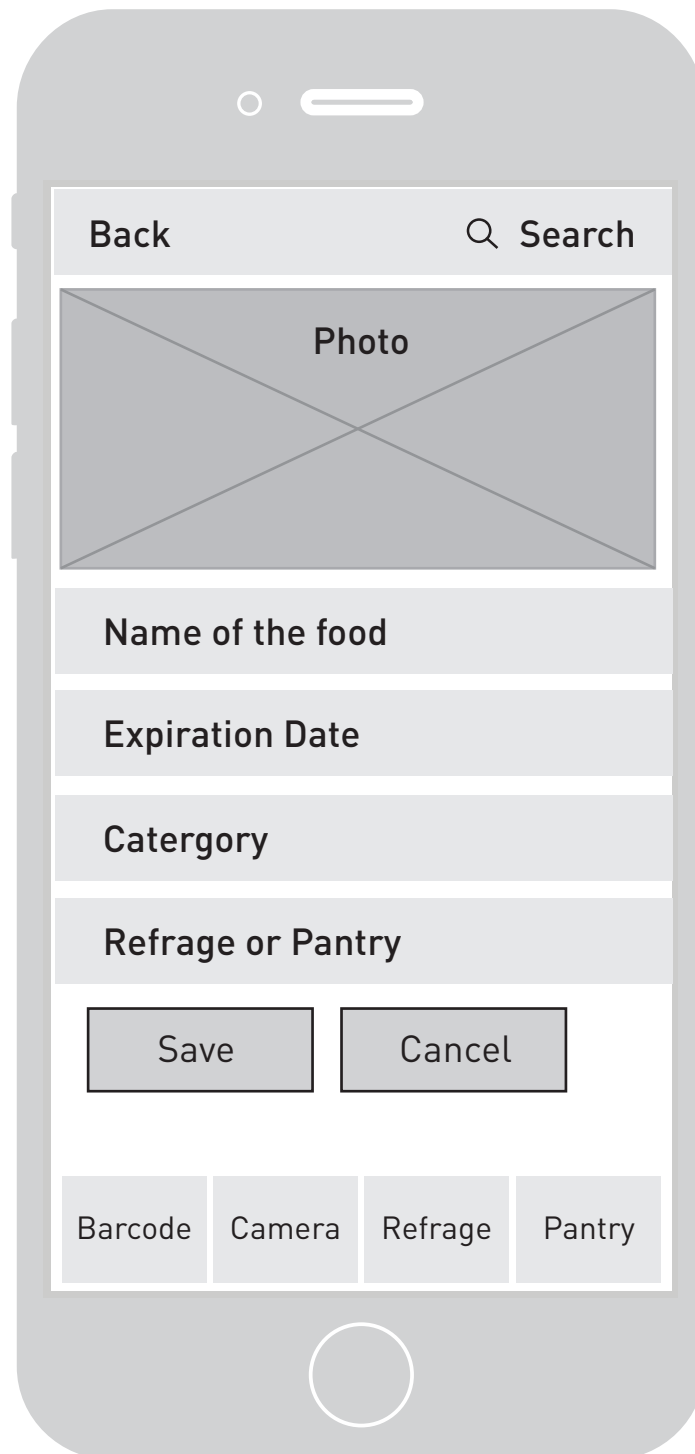 Back Search
Photo
Name of the food
Expiration Date
Catergory
Refrage or Pantry
Save Cancel
Barcode Camera Refrage Pantry